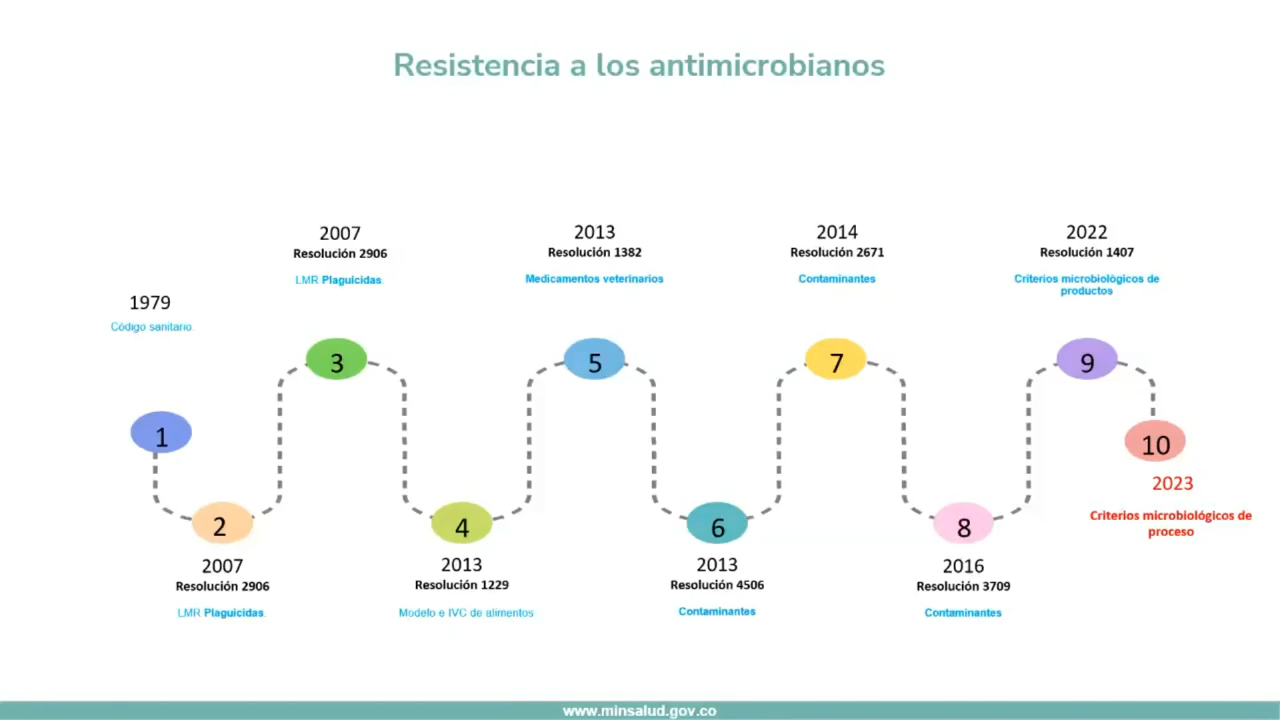 Resistencia a los antimicrobianos
1979
Código sanitario.
1
2
2007
Resolución 2906
LMR Plaguicidas.
2007
Resolución 2906
LMR Plaguicidas.
3
4
2013
Resolución 1229
Modelo e IVC de alimentos
2013
Resolución 1382
Medicamentos veterinarios
5
6
2013
Resolución 4506
Contaminantes
2014
Resolución 2671
Contaminantes
7
8
2016
Resolución 3709
Contaminantes
2022
Resolución 1407
Criterios microbiológicos de
productos
9
10
2023
Criterios microbiológicos de
proceso
www.minsalud.gov.co